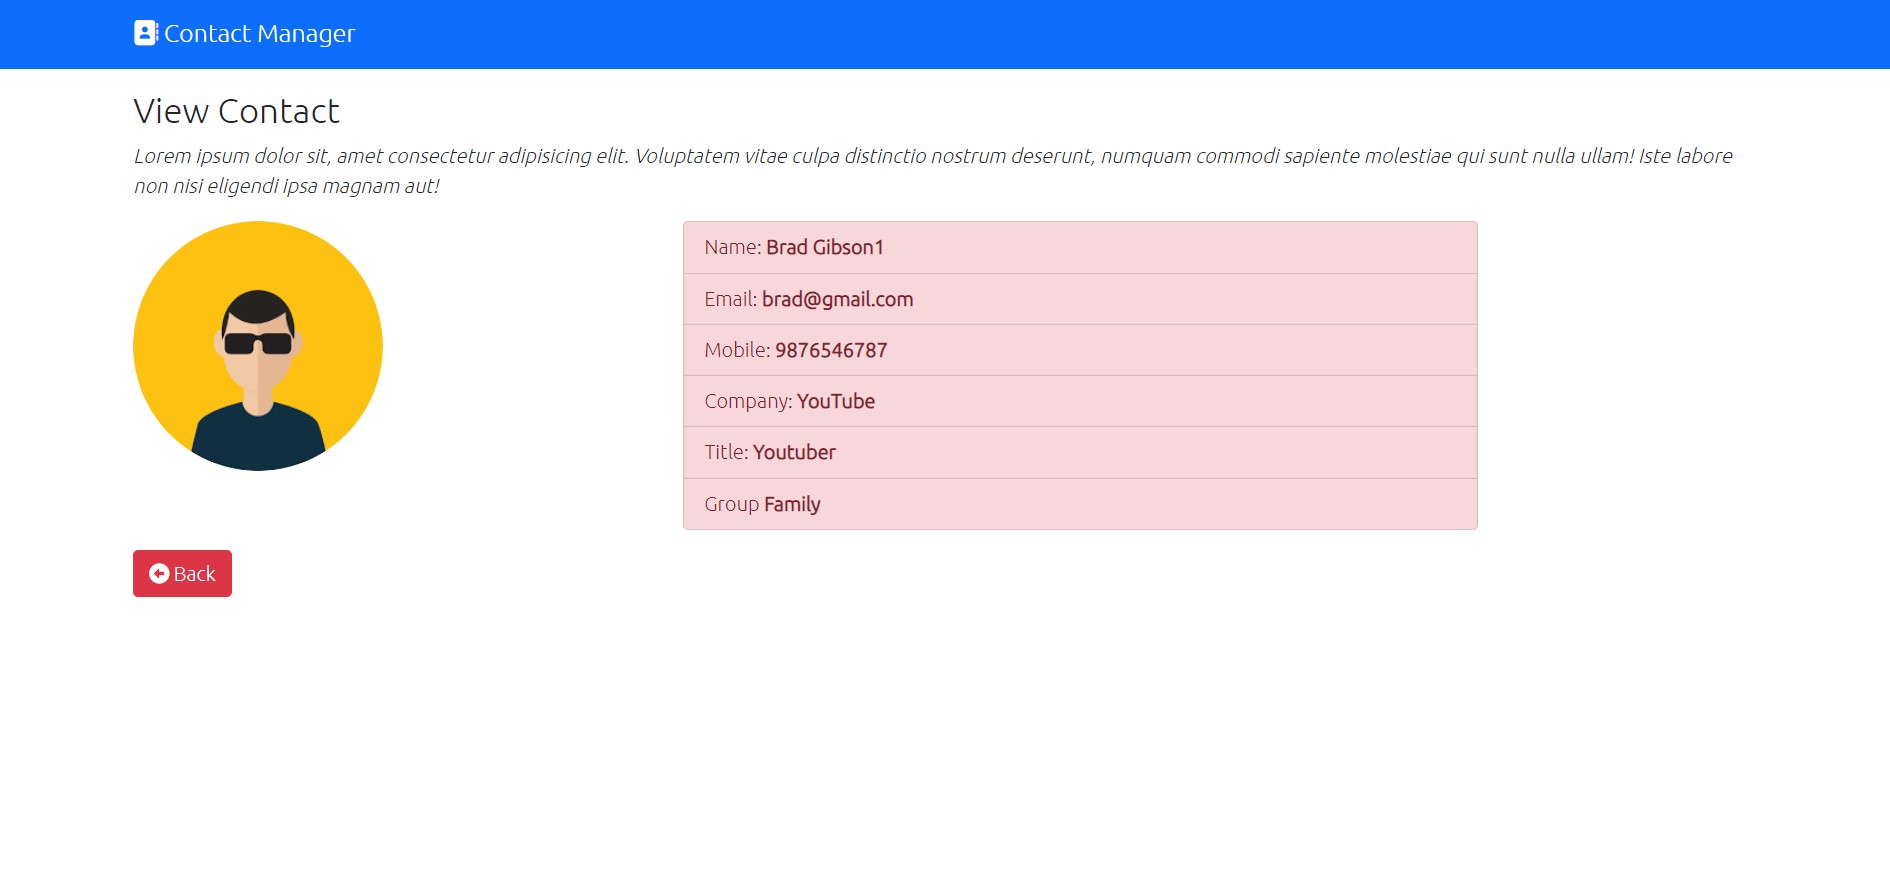 Contact Manager
View Contact
Lorem ipsum dolor sit, amet consectetur adipisicing elit. Voluptatem vitae culpa distinctio nostrum deserunt, numquam commodi sapiente molestiae qui sunt nulla ullam! Iste labore
non nisi eligendi ipsa magnam aut!
Name: Brad Gibson1
Email: brad@gmail.com
Mobile: 9876546787
Company: YouTube
Title: Youtuber
Group Family
Back